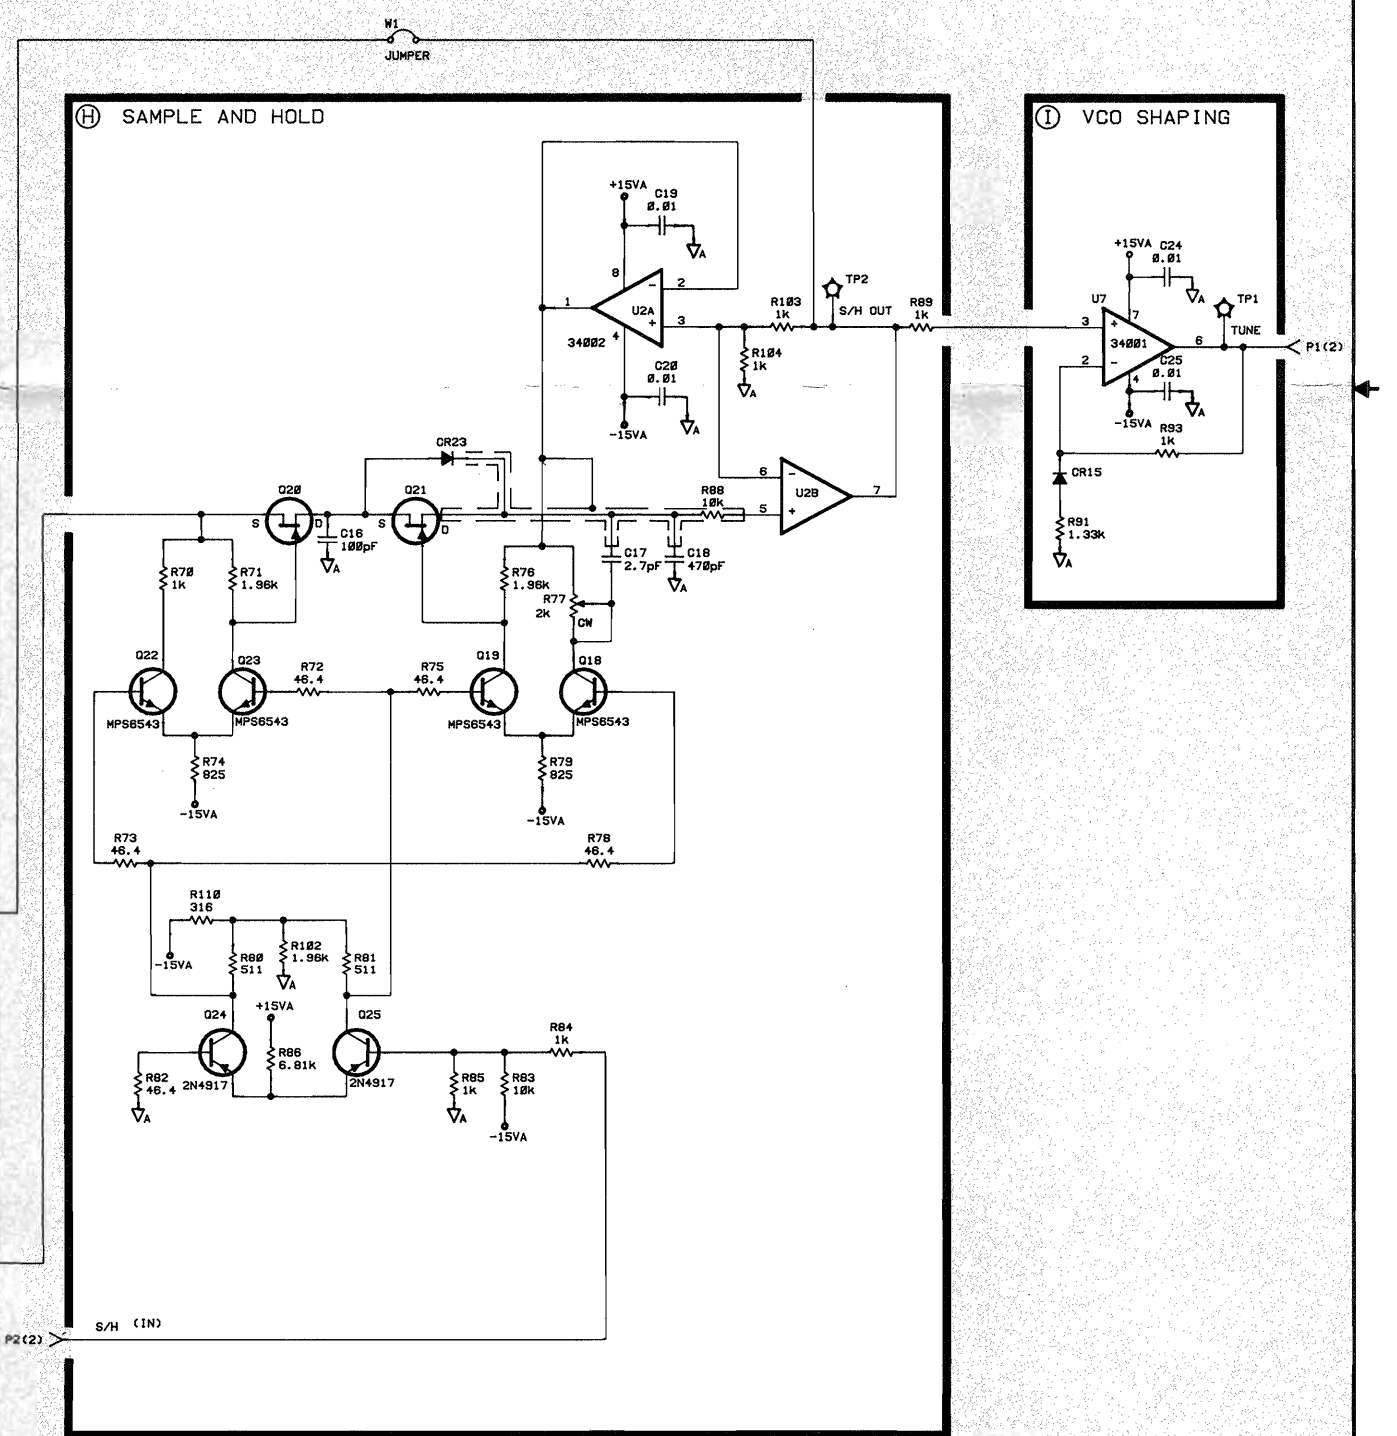 W1
JUMPER
H SAMPLE AND HOLD
I VCO SHAPING
+15VA
C19
0.01
A
8
2
−
1
U2A
+
3
4
34002
C20
0.01
A
-15VA
R103
1k
R104
1k
A
TP2
S/H OUT
R89
1k
+15VA
C24
0.01
A
U7
7
3
+
34001
2
−
6
4
TP1
TUNE
P1(2)
C25
0.01
A
-15VA
R93
1k
CR15
R91
1.33k
A
CR23
Q20
S
D
C16
100pF
A
Q21
S
D
R88
10k
6
−
U2B
7
5
+
C17
2.7pF
C18
470pF
A
R70
1k
R71
1.96k
R76
1.96k
R77
2k
CW
Q22
MPS6543
Q23
MPS6543
R72
46.4
R75
46.4
Q19
MPS6543
Q18
MPS6543
R74
825
-15VA
R79
825
-15VA
R73
46.4
R78
46.4
R110
316
-15VA
R80
511
R102
1.96k
A
R81
511
+15VA
Q24
2N4917
R86
6.81k
Q25
2N4917
R82
46.4
A
R84
1k
R85
1k
A
R83
10k
-15VA
S/H (IN)
P2(2)